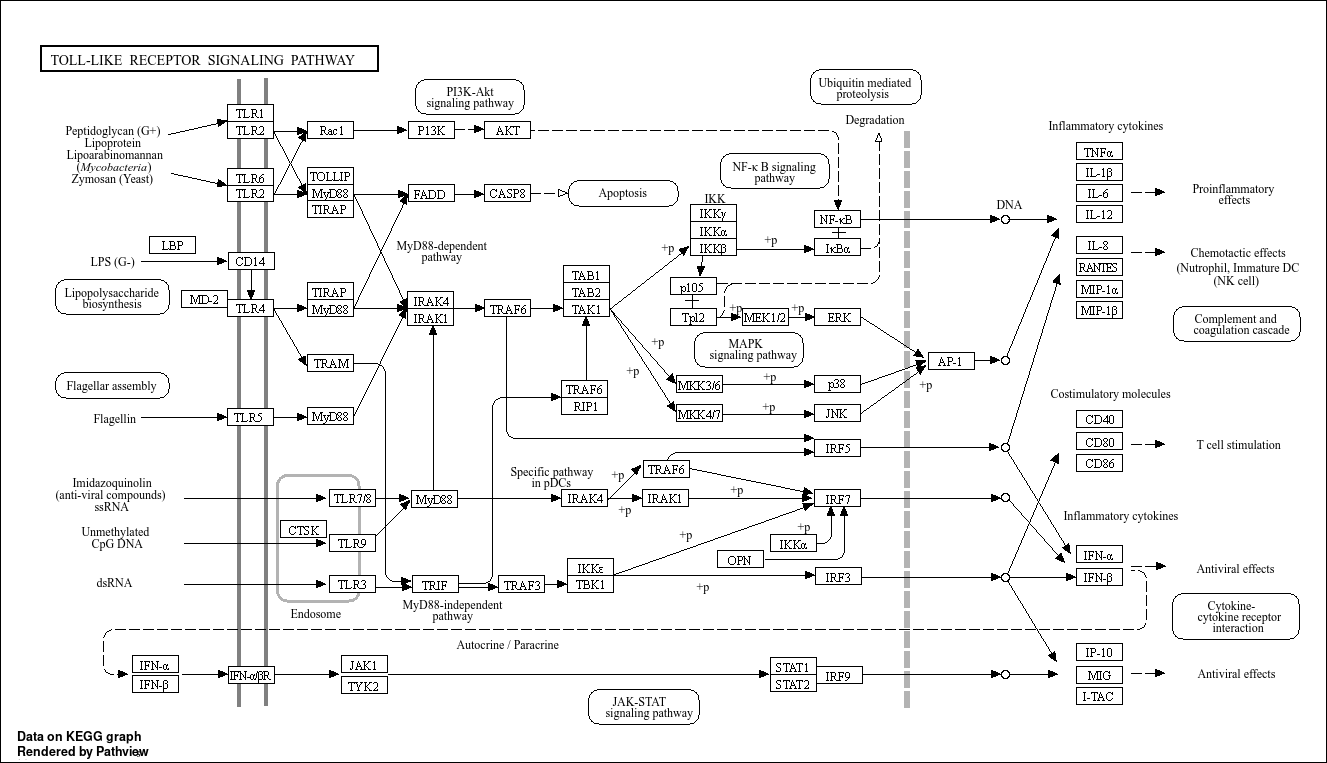 TOLL-LIKE RECEPTOR SIGNALING PATHWAY
PI3K-Akt
signaling pathway
Ubiquitin mediated
proteolysis
Degradation
Inflammatory cytokines
TLR1
TLR2
Rac1
P13K
AKT
Peptidoglycan (G+)
Lipoprotein
Lipoarabinomannan
(Mycobacteria)
Zymosan (Yeast)
TLR6
TLR2
TOLLIP
MyD88
TIRAP
FADD
CASP8
Apoptosis
NF-κ B signaling
pathway
TNFα
IL-1β
IL-6
IL-12
Proinflammatory
effects
DNA
IKK
IKKγ
IKKα
IKKβ
NF-κB
IκBα
+p
+p
MyD88-dependent
pathway
LBP
LPS (G-)
CD14
IL-8
RANTES
MIP-1α
MIP-1β
Chemotactic effects
(Nutrophil, Immature DC
(NK cell)
Lipopolysaccharide
biosynthesis
MD-2
TLR4
TIRAP
MyD88
IRAK4
IRAK1
TRAF6
TAB1
TAB2
TAK1
p105
Tpl2
+p
MEK1/2
+p
ERK
Complement and
coagulation cascade
MAPK
signaling pathway
+p
+p
TRAM
AP-1
Flagellar assembly
TRAF6
RIP1
MKK3/6
+p
p38
+p
MKK4/7
+p
JNK
Costimulatory molecules
CD40
CD80
CD86
T cell stimulation
Flagellin
TLR5
MyD88
IRF5
Imidazoquinolin
(anti-viral compounds)
ssRNA
TLR7/8
MyD88
Specific pathway
in pDCs
IRAK4
+p
+p
TRAF6
IRAK1
+p
IRF7
Unmethylated
CpG DNA
CTSK
TLR9
+p
+p
IKKα
OPN
Inflammatory cytokines
IFN-α
IFN-β
Antiviral effects
dsRNA
TLR3
TRIF
TRAF3
IKKε
TBK1
+p
IRF3
Endosome
MyD88-independent
pathway
Cytokine-
cytokine receptor
interaction
Autocrine / Paracrine
IFN-α
IFN-β
IFN-α/βR
JAK1
TYK2
STAT1
STAT2
IRF9
IP-10
MIG
I-TAC
Antiviral effects
JAK-STAT
signaling pathway
Data on KEGG graph
Rendered by Pathview